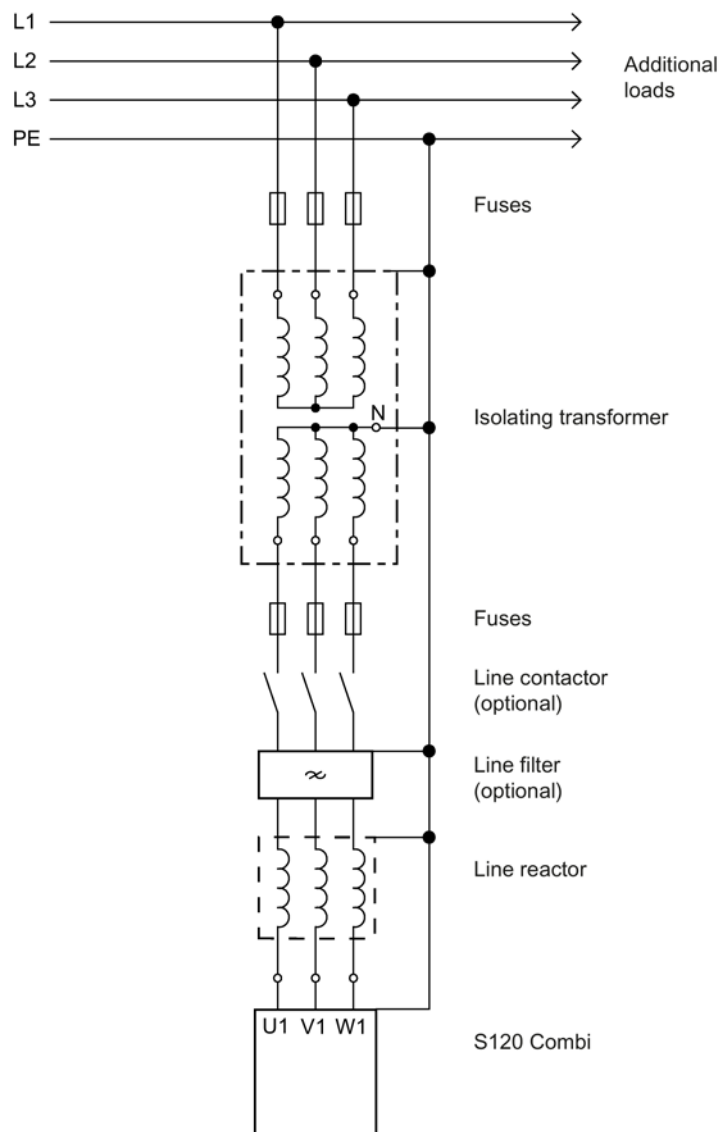 L1
L2
L3
PE
Additional
loads
Fuses
N
Isolating transformer
Fuses
Line contactor
(optional)
Line filter
(optional)
Line reactor
U1 V1 W1
S120 Combi